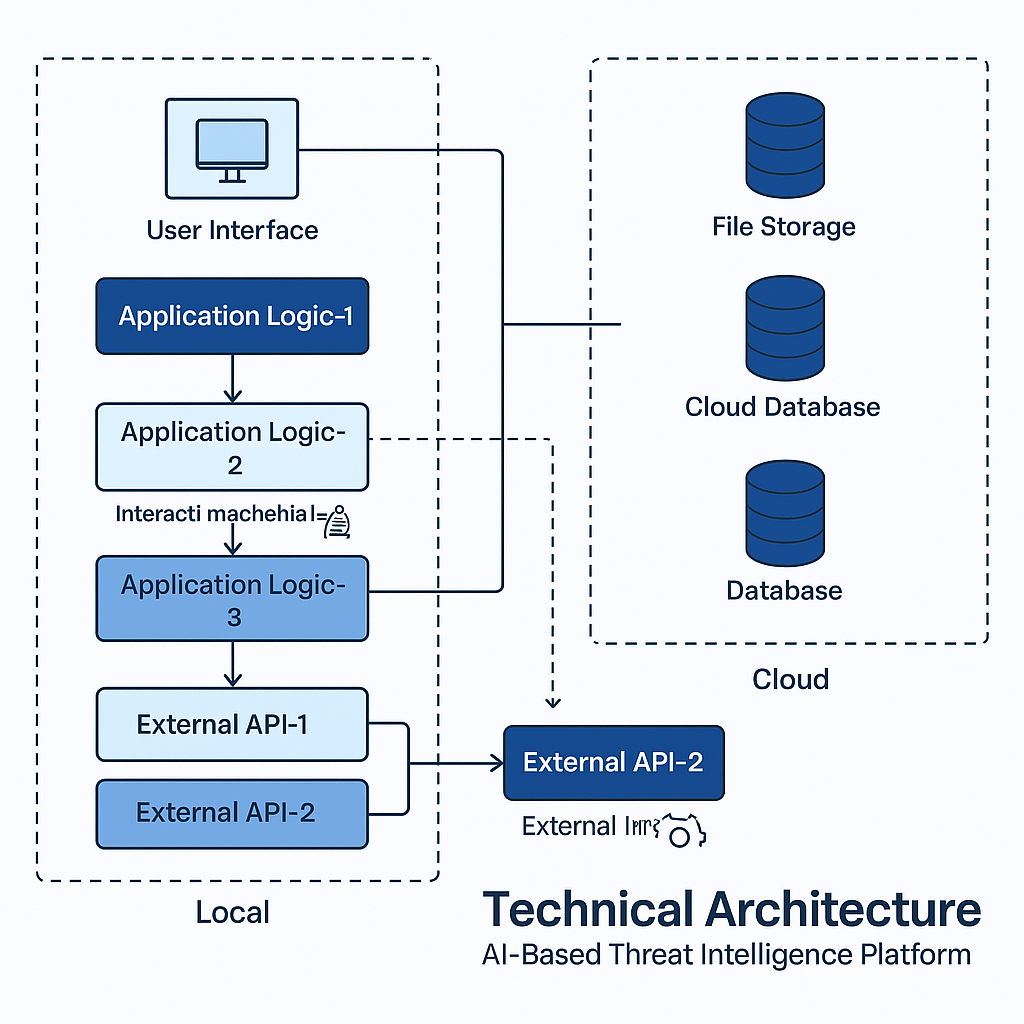 User Interface
Application Logic-1
Application Logic-
2
Interacti machehial=
Application Logic-
3
External API-1
External API-2
Local
File Storage
Cloud Database
Database
Cloud
External API-2
External
Technical Architecture
AI-Based Threat Intelligence Platform